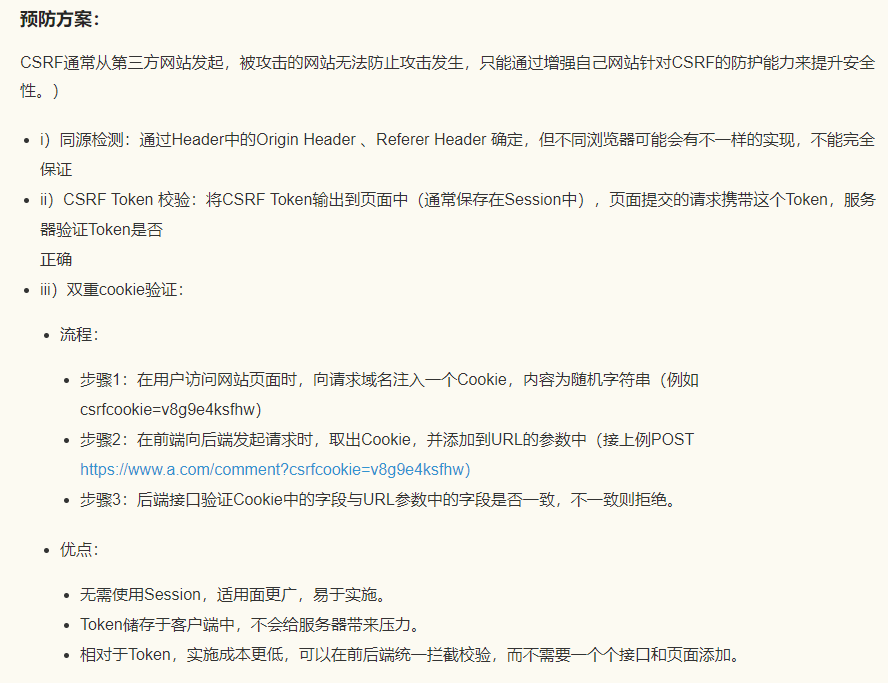 预防方案：
CSRF通常从第三方网站发起，被攻击的网站无法防止攻击发生，只能通过增强自己网站针对CSRF的防护能力来提升安全
性。）
i）同源检测：通过Header中的Origin Header 、Referer Header 确定，但不同浏览器可能会有不一样的实现，不能完全
保证
ii）CSRF Token 校验：将CSRF Token输出到页面中（通常保存在Session中），页面提交的请求携带这个Token，服务
器验证Token是否
正确
iii）双重cookie验证：
流程：
步骤1：在用户访问网站页面时，向请求域名注入一个Cookie，内容为随机字符串（例如
csrfcookie=v8g9e4ksfhw）
步骤2：在前端向后端发起请求时，取出Cookie，并添加到URL的参数中（接上例POST
https://www.a.com/comment?csrfcookie=v8g9e4ksfhw）
步骤3：后端接口验证Cookie中的字段与URL参数中的字段是否一致，不一致则拒绝。
优点：
无需使用Session，适用面更广，易于实施。
Token储存于客户端中，不会给服务器带来压力。
相对于Token，实施成本更低，可以在前后端统一拦截校验，而不需要一个个接口和页面添加。